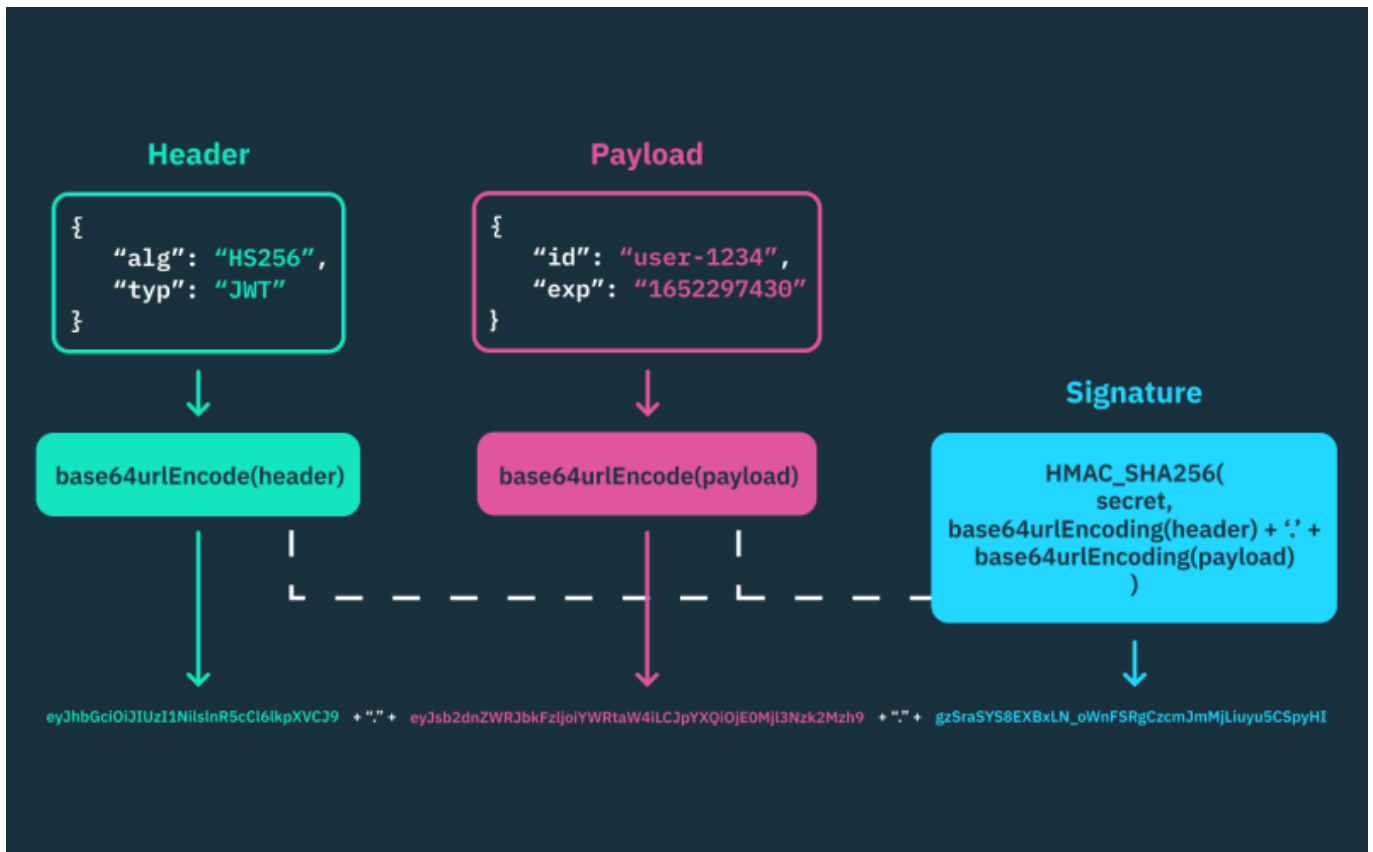 Header
{
“alg”: “HS256”,
“typ”: “JWT”
}
base64urlEncode(header)
Payload
{
“id”: “user-1234”,
“exp”: “1652297430”
}
base64urlEncode(payload)
Signature
HMAC_SHA256(
secret,
base64urlEncoding(header) + ‘.’ +
base64urlEncoding(payload)
)
eyJhbGciOiJIUzI1NiIsInR5cCl6IkpXVCJ9 + “.” + eyJsb2dnZWRJbkFzIjoiYWRtaW4iLCJpYXQiOjE0MjI3Nzk2Mzh9 + “.” + gzSraSYS8EXBxLN_oWnFSRgCzcmJmMjLiuyu5CSpyHI